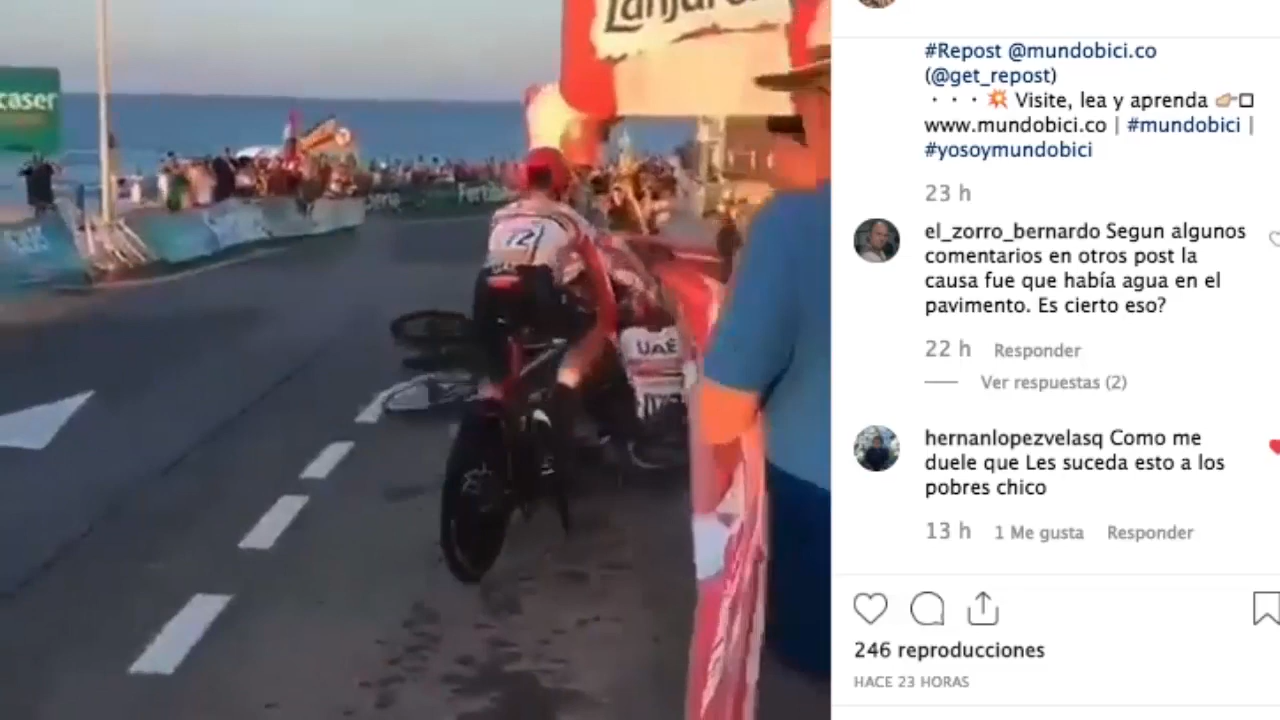 Lanjarón
caser
72
UAE
#Repost @mundobici.co
(@get_repost)
・・・💥 Visite, lea y aprenda 👉🏼□
www.mundobici.co | #mundobici |
#yosoymundobici
23 h
el_zorro_bernardo Segun algunos
comentarios en otros post la
causa fue que había agua en el
pavimento. Es cierto eso?
22 h Responder
Ver respuestas (2)
hernanlopezvelasq Como me
duele que Les suceda esto a los
pobres chico
13 h 1 Me gusta Responder
246 reproducciones
HACE 23 HORAS